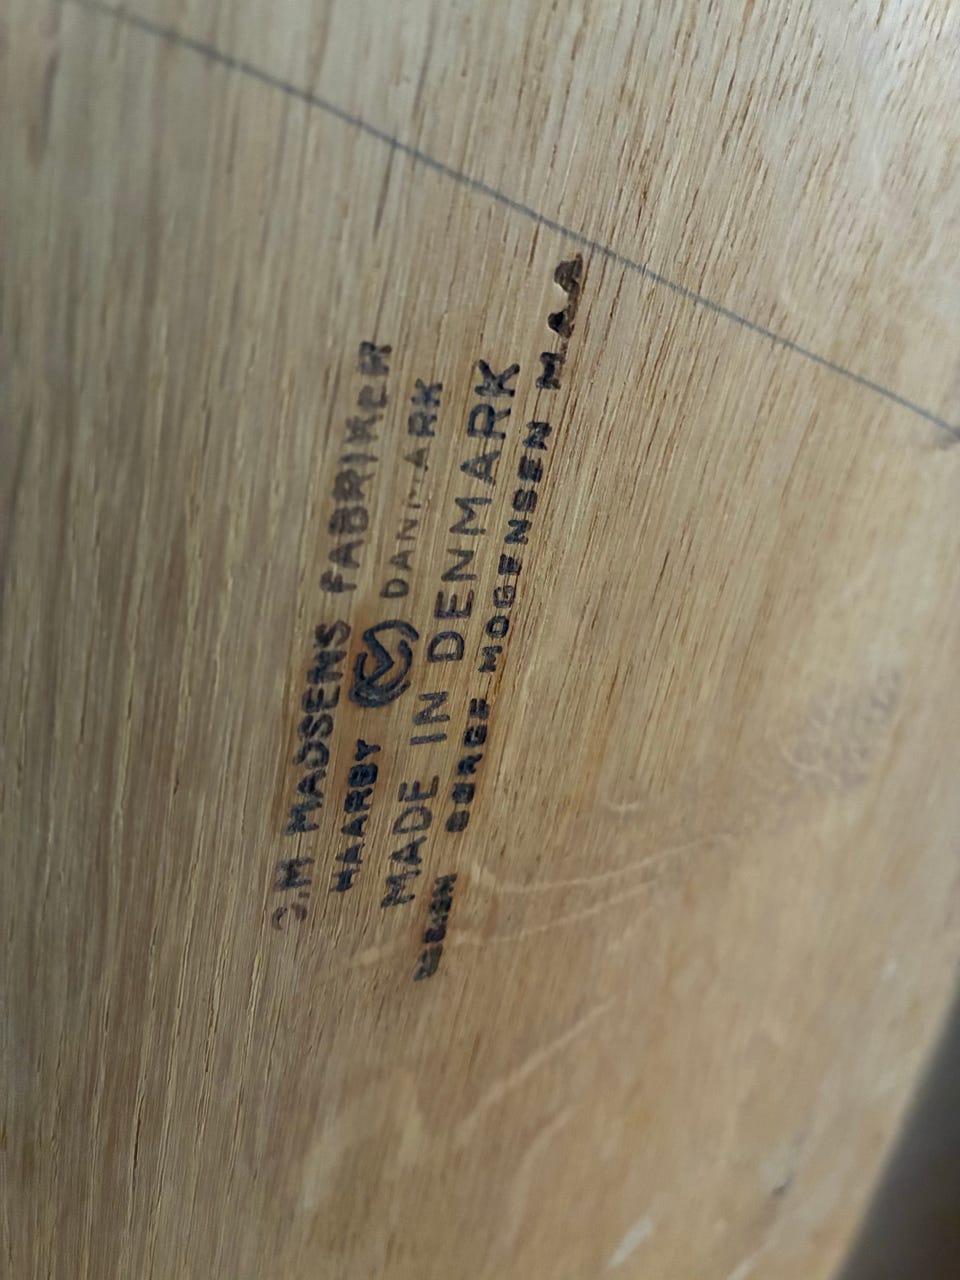 C.M MADSENS FABRIKER
HAARBY DANMARK
MADE IN DENMARK
DESIGN BØRGE MOGENSEN M.A.A